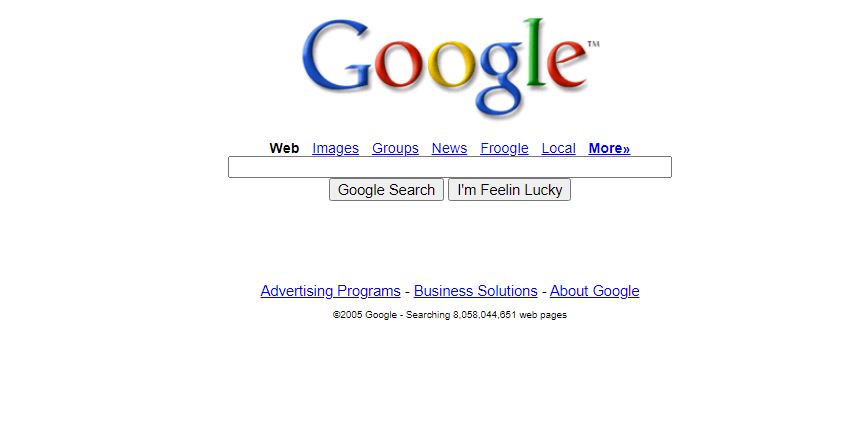 Google™
Web Images Groups News Froogle Local More»
Google Search I'm Feelin Lucky
Advertising Programs - Business Solutions - About Google
©2005 Google - Searching 8,058,044,651 web pages